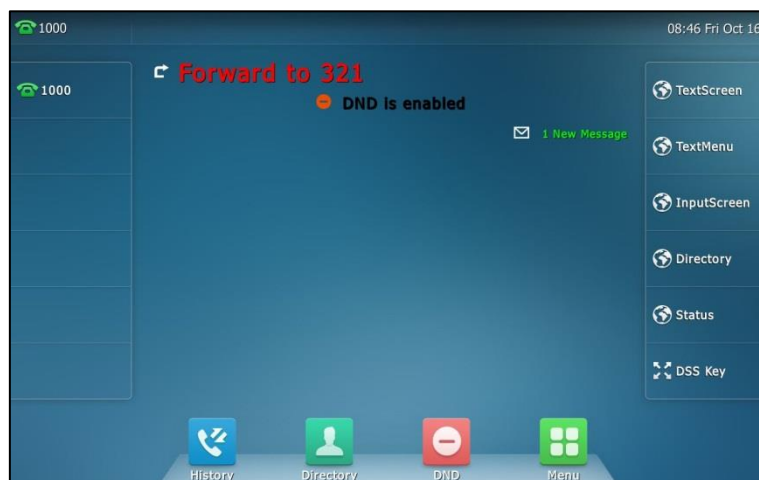 1000
08:46 Fri Oct 16
1000
Forward to 321
DND is enabled
1 New Message
TextScreen
TextMenu
InputScreen
Directory
Status
DSS Key
History
Directory
DND
Menu